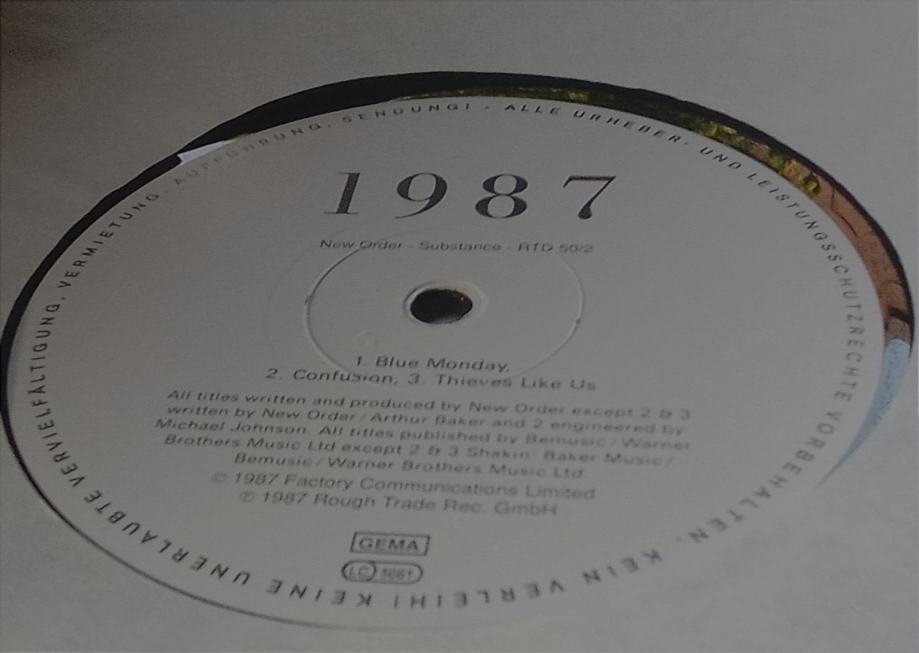 ALLE URHEBER- UND LEISTUNGSSCHUTZRECHTE VORBEHALTEN. KEIN VERLEIH! KEINE UNERLAUBTE VERVIELFÄLTIGUNG, VERMIETUNG, AUFFÜHRUNG, SENDUNG! -
1987
New Order - Substance - RTD 50/2
1. Blue Monday.
2. Confusion, 3. Thieves Like Us
All titles written and produced by New Order except 2 & 3
written by New Order / Arthur Baker and 2 engineered by
Michael Johnson. All titles published by Bemusic / Warner
Brothers Music Ltd except 2 & 3 Shakin' Baker Music /
Bemusic / Warner Brothers Music Ltd.
© 1987 Factory Communications Limited
℗ 1987 Rough Trade Rec. GmbH
GEMA
LC 5661